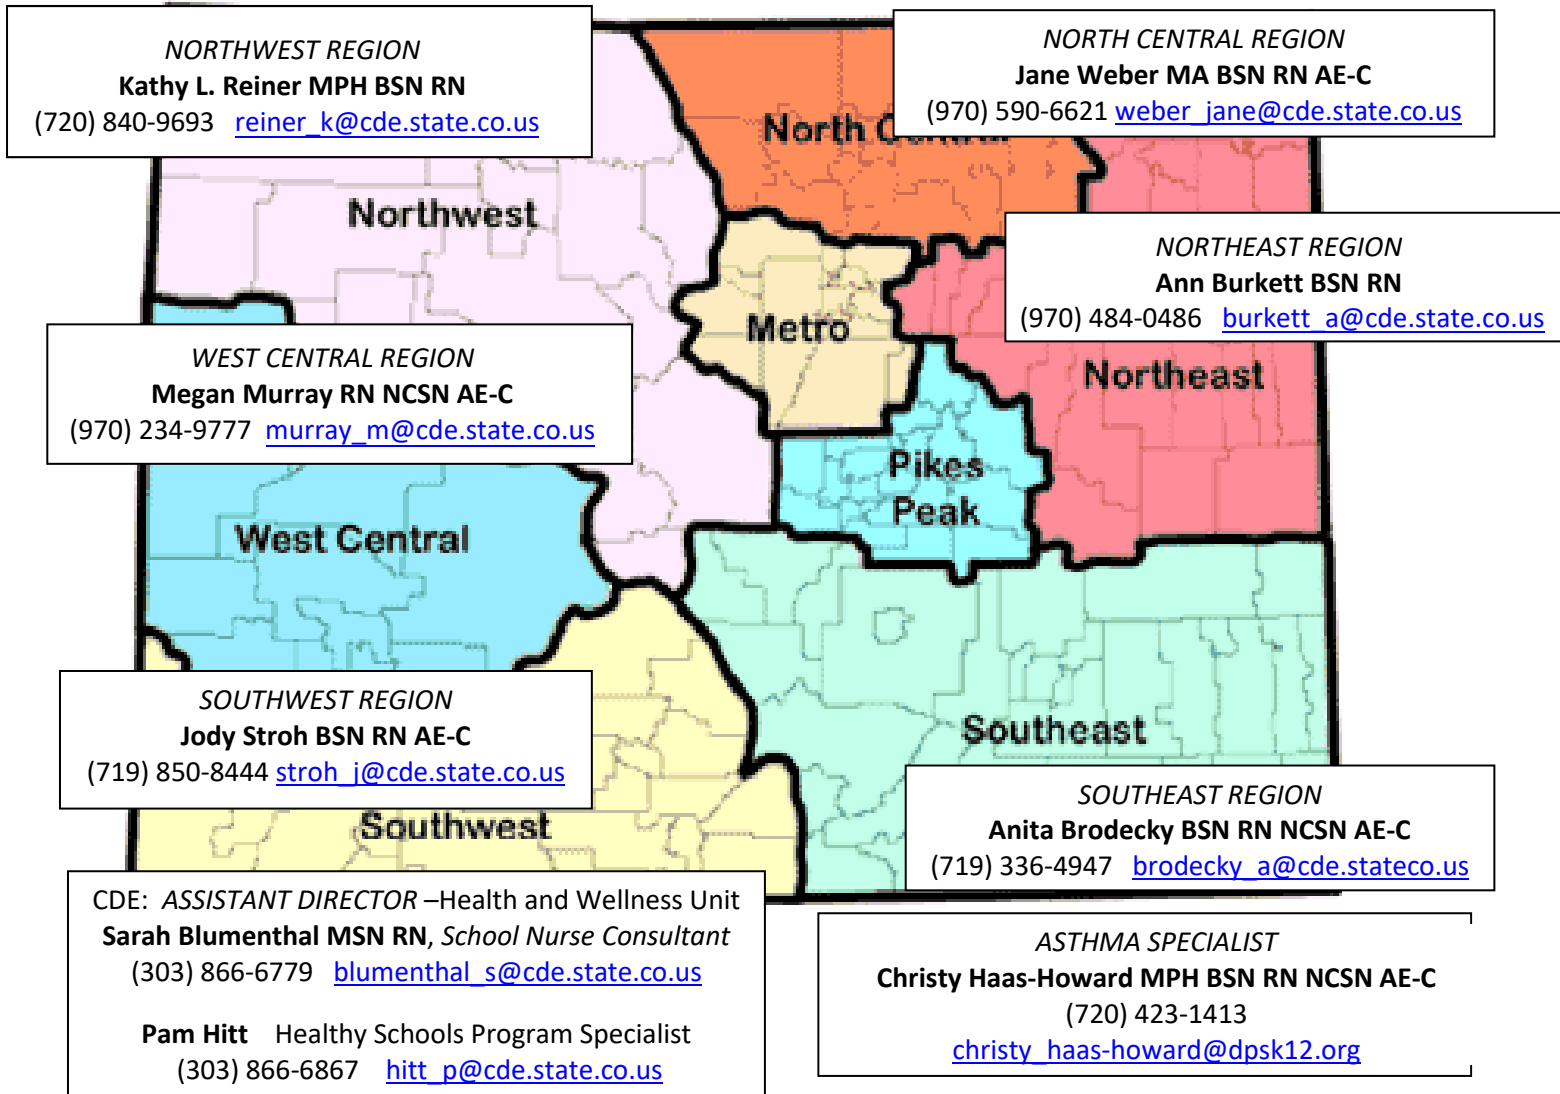 NORTHWEST REGION
Kathy L. Reiner MPH BSN RN
(720) 840-9693 reiner_k@cde.state.co.us
NORTH CENTRAL REGION
Jane Weber MA BSN RN AE-C
(970) 590-6621 weber_jane@cde.state.co.us
North Central
Northwest
NORTHEAST REGION
Ann Burkett BSN RN
(970) 484-0486 burkett_a@cde.state.co.us
Metro
Northeast
WEST CENTRAL REGION
Megan Murray RN NCSN AE-C
(970) 234-9777 murray_m@cde.state.co.us
Pikes
Peak
West Central
SOUTHWEST REGION
Jody Stroh BSN RN AE-C
(719) 850-8444 stroh_j@cde.state.co.us
Southeast
SOUTHEAST REGION
Anita Brodecky BSN RN NCSN AE-C
(719) 336-4947 brodecky_a@cde.stateco.us
Southwest
CDE: ASSISTANT DIRECTOR –Health and Wellness Unit
Sarah Blumenthal MSN RN, School Nurse Consultant
(303) 866-6779 blumenthal_s@cde.state.co.us
Pam Hitt Healthy Schools Program Specialist
(303) 866-6867 hitt_p@cde.state.co.us
ASTHMA SPECIALIST
Christy Haas-Howard MPH BSN RN NCSN AE-C
(720) 423-1413
christy_haas-howard@dpsk12.org